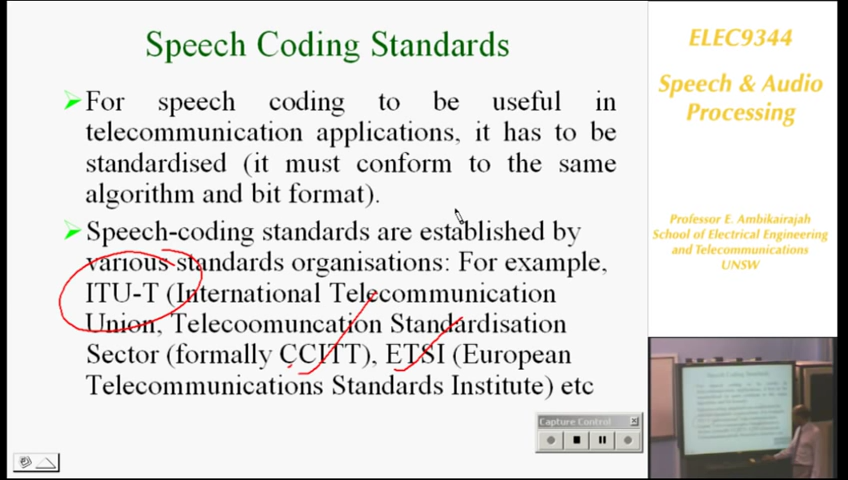 Speech Coding Standards
For speech coding to be useful in
telecommunication applications, it has to be
standardised (it must conform to the same
algorithm and bit format).
Speech-coding standards are established by
various standards organisations: For example,
ITU-T (International Telecommunication
Union, Telecoomuncation Standardisation
Sector (formally CCITT), ETSI (European
Telecommunications Standards Institute) etc
Capture Control
ELEC9344
Speech & Audio
Processing
Professor E. Ambikairajah
School of Electrical Engineering
and Telecommunications
UNSW